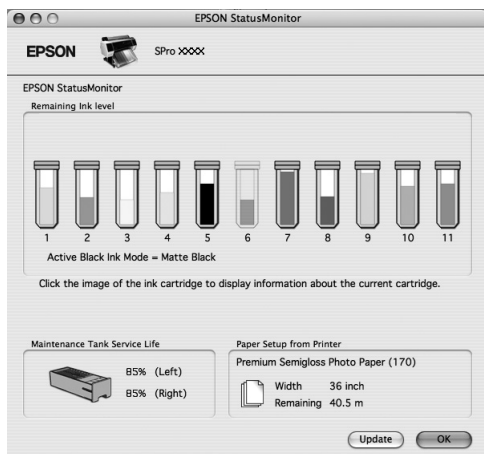 EPSON StatusMonitor
EPSON SPro XXXX
EPSON StatusMonitor
Remaining Ink level
1 2 3 4 5 6 7 8 9 10 11
Active Black Ink Mode = Matte Black
Click the image of the ink cartridge to display information about the current cartridge.
Maintenance Tank Service Life
85% (Left)
85% (Right)
Paper Setup from Printer
Premium Semigloss Photo Paper (170)
Width 36 inch
Remaining 40.5 m
Update OK